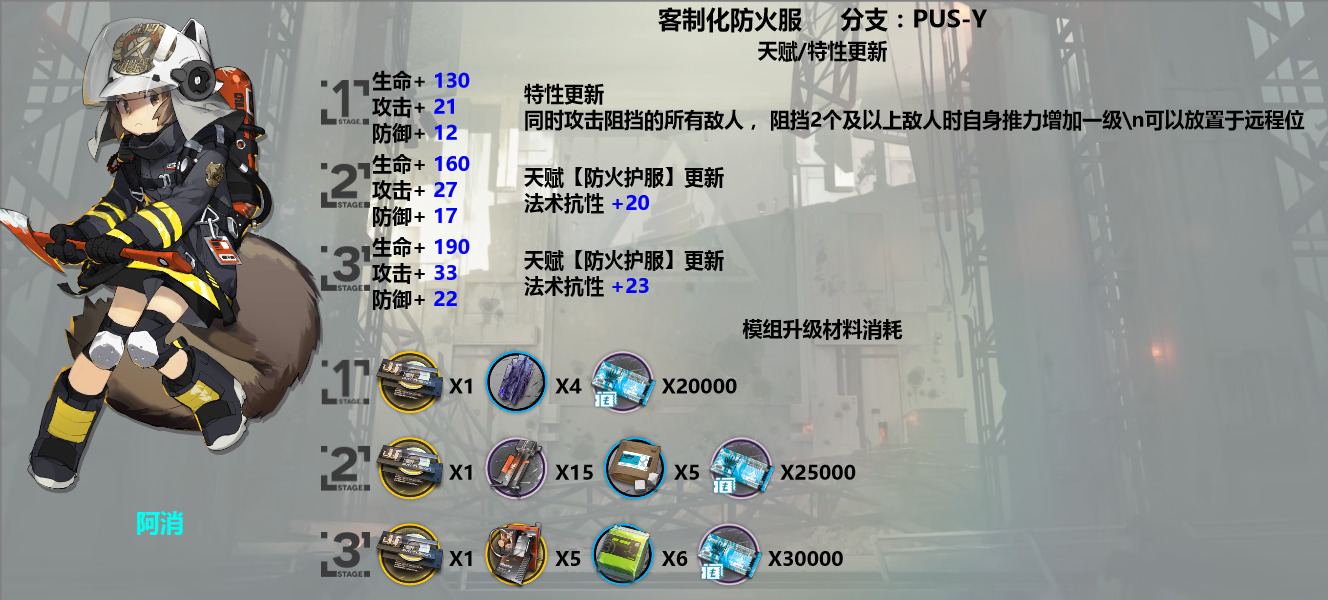 客制化防火服 分支：PUS-Y
天赋/特性更新
1 STAGE.
生命+ 130
攻击+ 21
防御+ 12
特性更新
同时攻击阻挡的所有敌人 ，阻挡2个及以上敌人时自身推力增加一级\n可以放置于远程位
2 STAGE.
生命+ 160
攻击+ 27
防御+ 17
天赋【防火护服】更新
法术抗性 +20
3 STAGE.
生命+ 190
攻击+ 33
防御+ 22
天赋【防火护服】更新
法术抗性 +23
模组升级材料消耗
1 STAGE. X1 X4 X20000
2 STAGE. X1 X15 X5 X25000
3 STAGE. X1 X5 X6 X30000
阿消